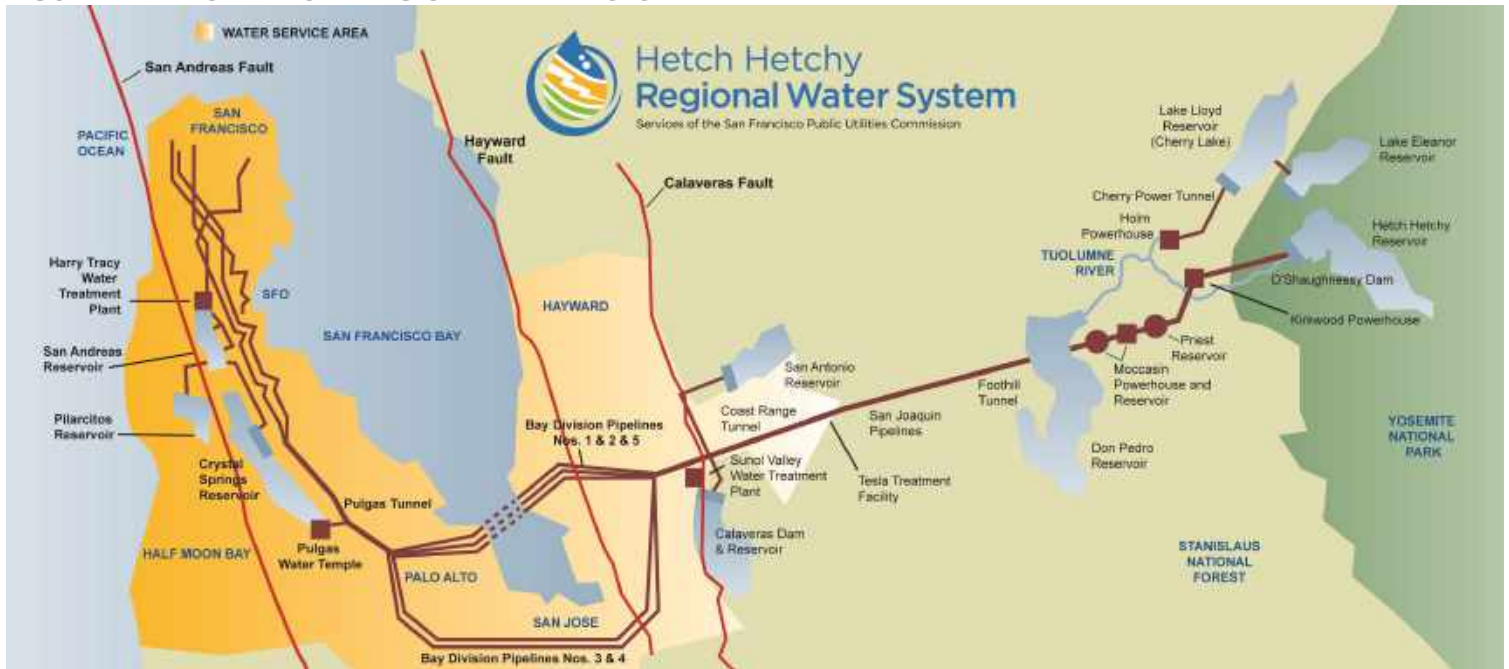 WATER SERVICE AREA
San Andreas Fault
SAN
FRANCISCO
PACIFIC
OCEAN
Hetch Hetchy
Regional Water System
Services of the San Francisco Public Utilities Commission
Hayward
Fault
Calaveras Fault
Lake Lloyd
Reservoir
(Cherry Lake)
Lake Eleanor
Reservoir
Cherry Power Tunnel
Holm
Powerhouse
Hetch Hetchy
Reservoir
TUOLUMNE
RIVER
O'Shaughnessy Dam
Kirkwood Powerhouse
Harry Tracy
Water
Treatment
Plant
SFO
HAYWARD
SAN FRANCISCO BAY
San Andreas
Reservoir
San Antonio
Reservoir
Priest
Reservoir
Moccasin
Powerhouse and
Reservoir
Foothill
Tunnel
Pilarcitos
Reservoir
Bay Division Pipelines
Nos. 1 & 2 & 5
Coast Range
Tunnel
San Joaquin
Pipelines
YOSEMITE
NATIONAL
PARK
Crystal
Springs
Reservoir
Sunol Valley
Water Treatment
Plant
Tesla Treatment
Facility
Don Pedro
Reservoir
Pulgas Tunnel
Calaveras Dam
& Reservoir
HALF MOON BAY
Pulgas
Water Temple
PALO ALTO
STANISLAUS
NATIONAL
FOREST
SAN JOSE
Bay Division Pipelines Nos. 3 & 4